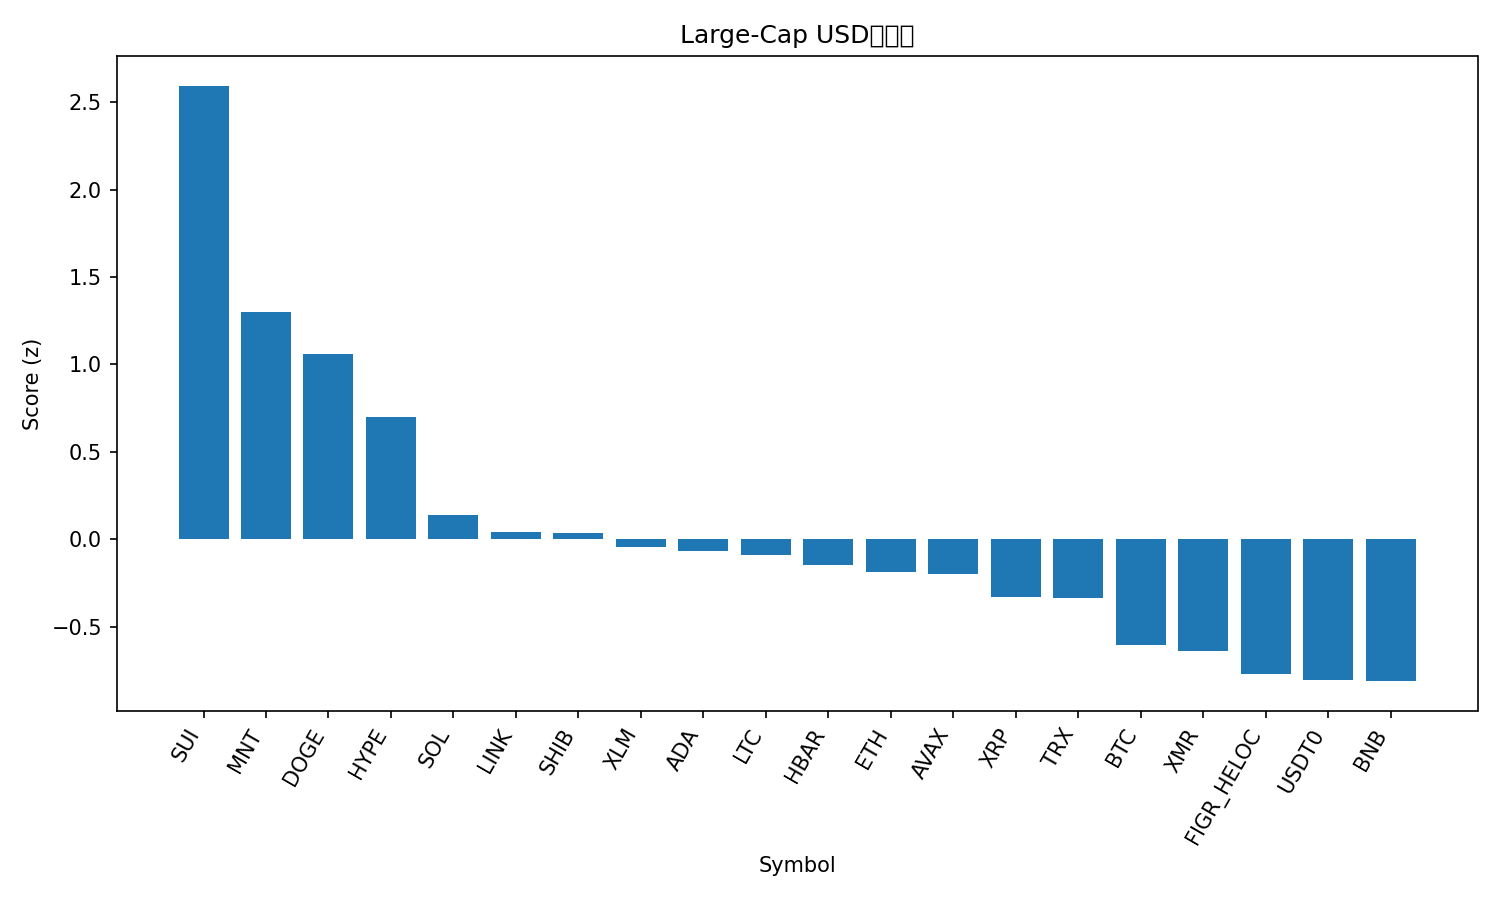 Large-Cap USD
Score (z)
2.5
2.0
1.5
1.0
0.5
0.0
−0.5
SUI
MNT
DOGE
HYPE
SOL
LINK
SHIB
XLM
ADA
LTC
HBAR
ETH
AVAX
XRP
TRX
BTC
XMR
FIGR_HELOC
USDT0
BNB
Symbol